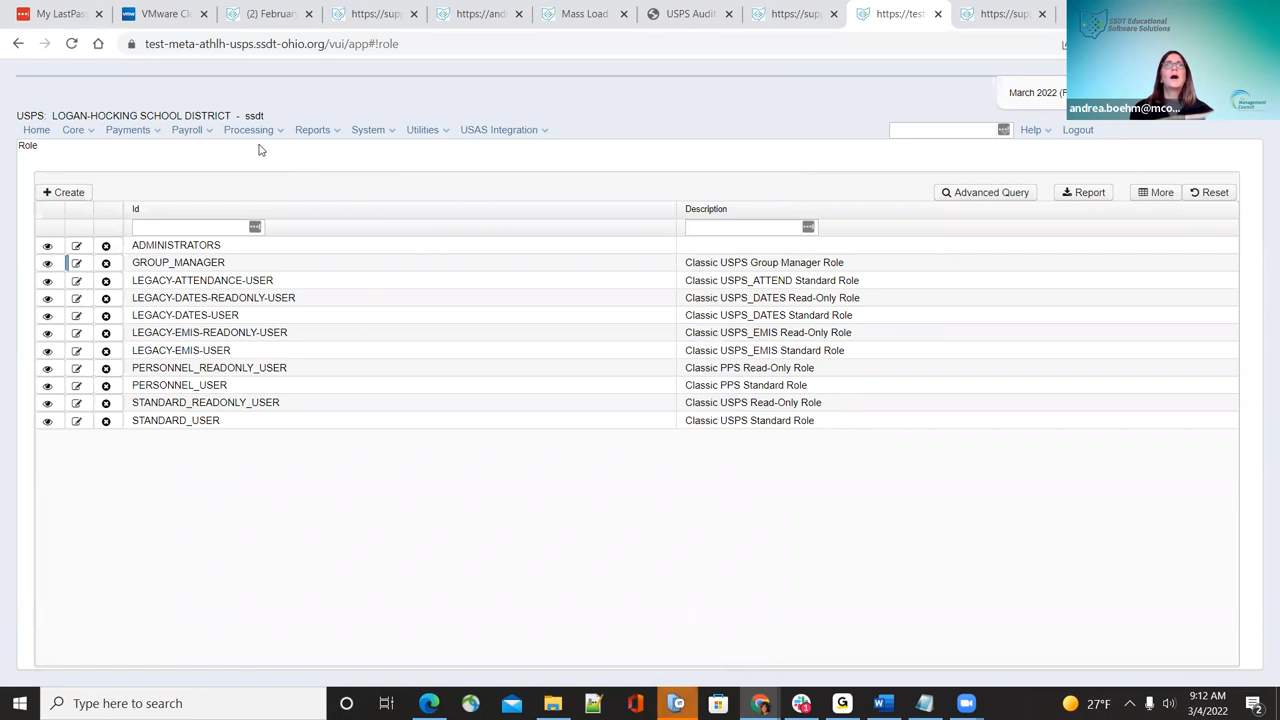 My LastPas
VMware C
(2) Februar
https://sup
https://andr
Mass Load
USPS Audi
https://sup
https://test
https://sup
SSDT Educational
Software Solutions
test-meta-athlh-usps.ssdt-ohio.org/vui/app#!role
Management
Council
andrea.boehm@mco...
March 2022 (F
USPS: LOGAN-HOCKING SCHOOL DISTRICT - ssdt
Home Core Payments Payroll Processing Reports System Utilities USAS Integration Help Logout
Role
Create Advanced Query Report More Reset
Id Description
ADMINISTRATORS
GROUP_MANAGER Classic USPS Group Manager Role
LEGACY-ATTENDANCE-USER Classic USPS_ATTEND Standard Role
LEGACY-DATES-READONLY-USER Classic USPS_DATES Read-Only Role
LEGACY-DATES-USER Classic USPS_DATES Standard Role
LEGACY-EMIS-READONLY-USER Classic USPS_EMIS Read-Only Role
LEGACY-EMIS-USER Classic USPS_EMIS Standard Role
PERSONNEL_READONLY_USER Classic PPS Read-Only Role
PERSONNEL_USER Classic PPS Standard Role
STANDARD_READONLY_USER Classic USPS Read-Only Role
STANDARD_USER Classic USPS Standard Role
Type here to search
27°F
9:12 AM
3/4/2022
2